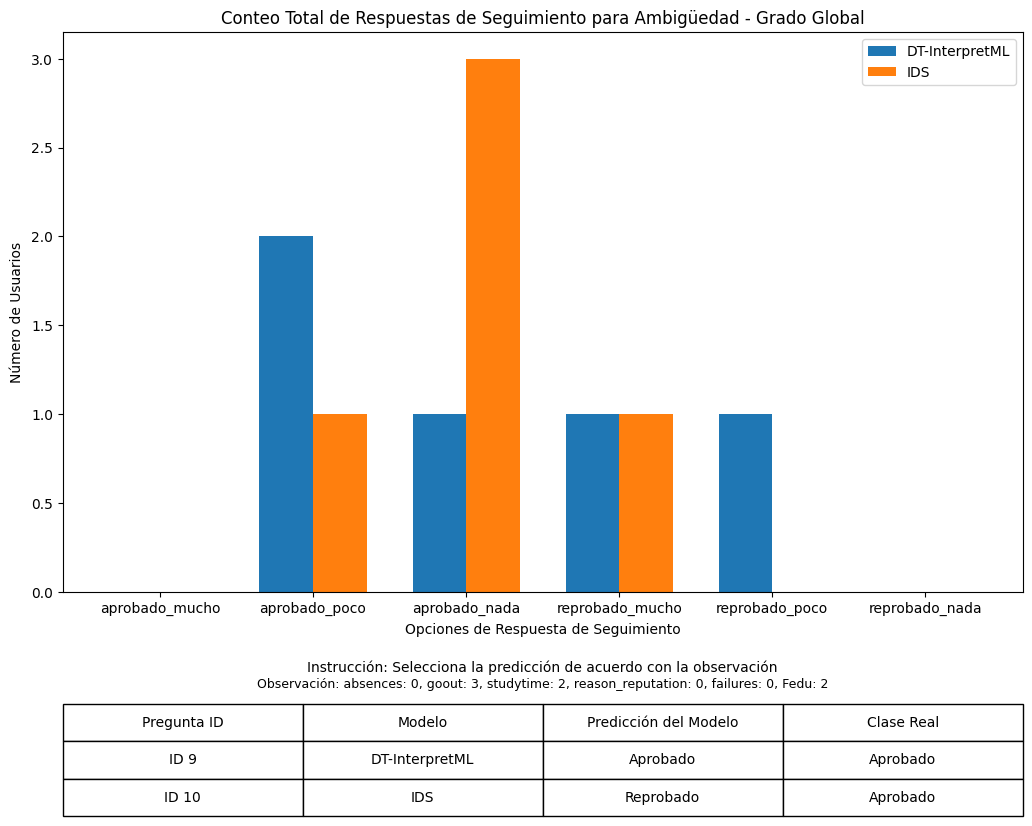 Conteo Total de Respuestas de Seguimiento para Ambigüedad - Grado Global
DT-InterpretML
IDS
3.0
2.5
2.0
1.5
1.0
0.5
0.0
Número de Usuarios
aprobado_mucho aprobado_poco aprobado_nada reprobado_mucho reprobado_poco reprobado_nada
Opciones de Respuesta de Seguimiento
Instrucción: Selecciona la predicción de acuerdo con la observación
Observación: absences: 0, goout: 3, studytime: 2, reason_reputation: 0, failures: 0, Fedu: 2
Pregunta ID Modelo Predicción del Modelo Clase Real
ID 9 DT-InterpretML Aprobado Aprobado
ID 10 IDS Reprobado Aprobado